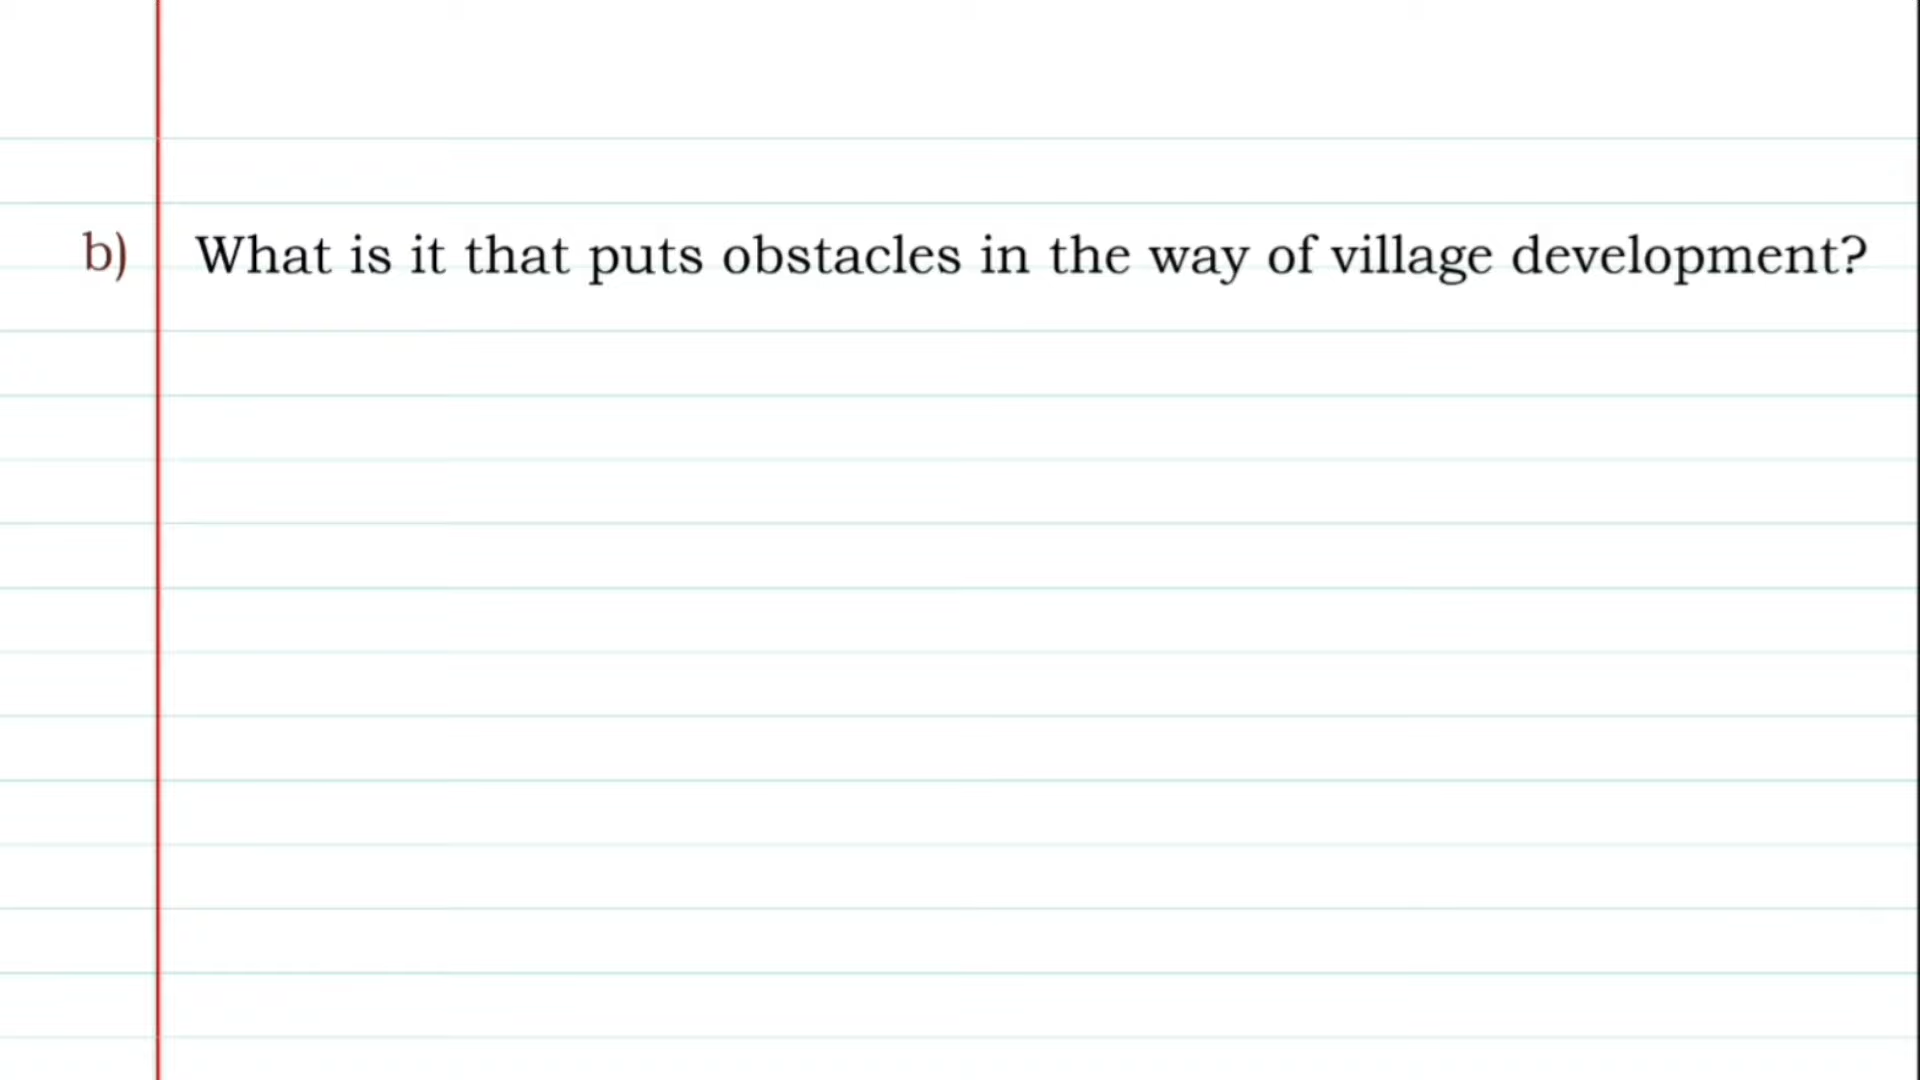 b) What is it that puts obstacles in the way of village development?